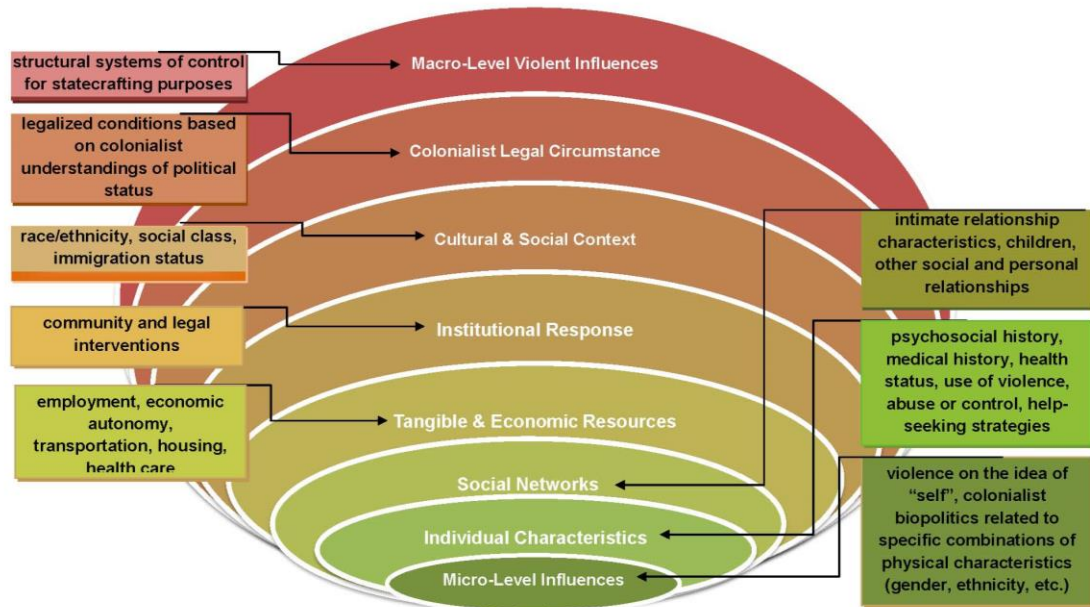 structural systems of control
for statecrafting purposes
legalized conditions based
on colonialist
understandings of political
status
race/ethnicity, social class,
immigration status
community and legal
interventions
employment, economic
autonomy,
transportation, housing,
health care
Macro-Level Violent Influences
Colonialist Legal Circumstance
Cultural & Social Context
Institutional Response
Tangible & Economic Resources
Social Networks
Individual Characteristics
Micro-Level Influences
intimate relationship
characteristics, children,
other social and personal
relationships
psychosocial history,
medical history, health
status, use of violence,
abuse or control, help-
seeking strategies
violence on the idea of
“self”, colonialist
biopolitics related to
specific combinations of
physical characteristics
(gender, ethnicity, etc.)